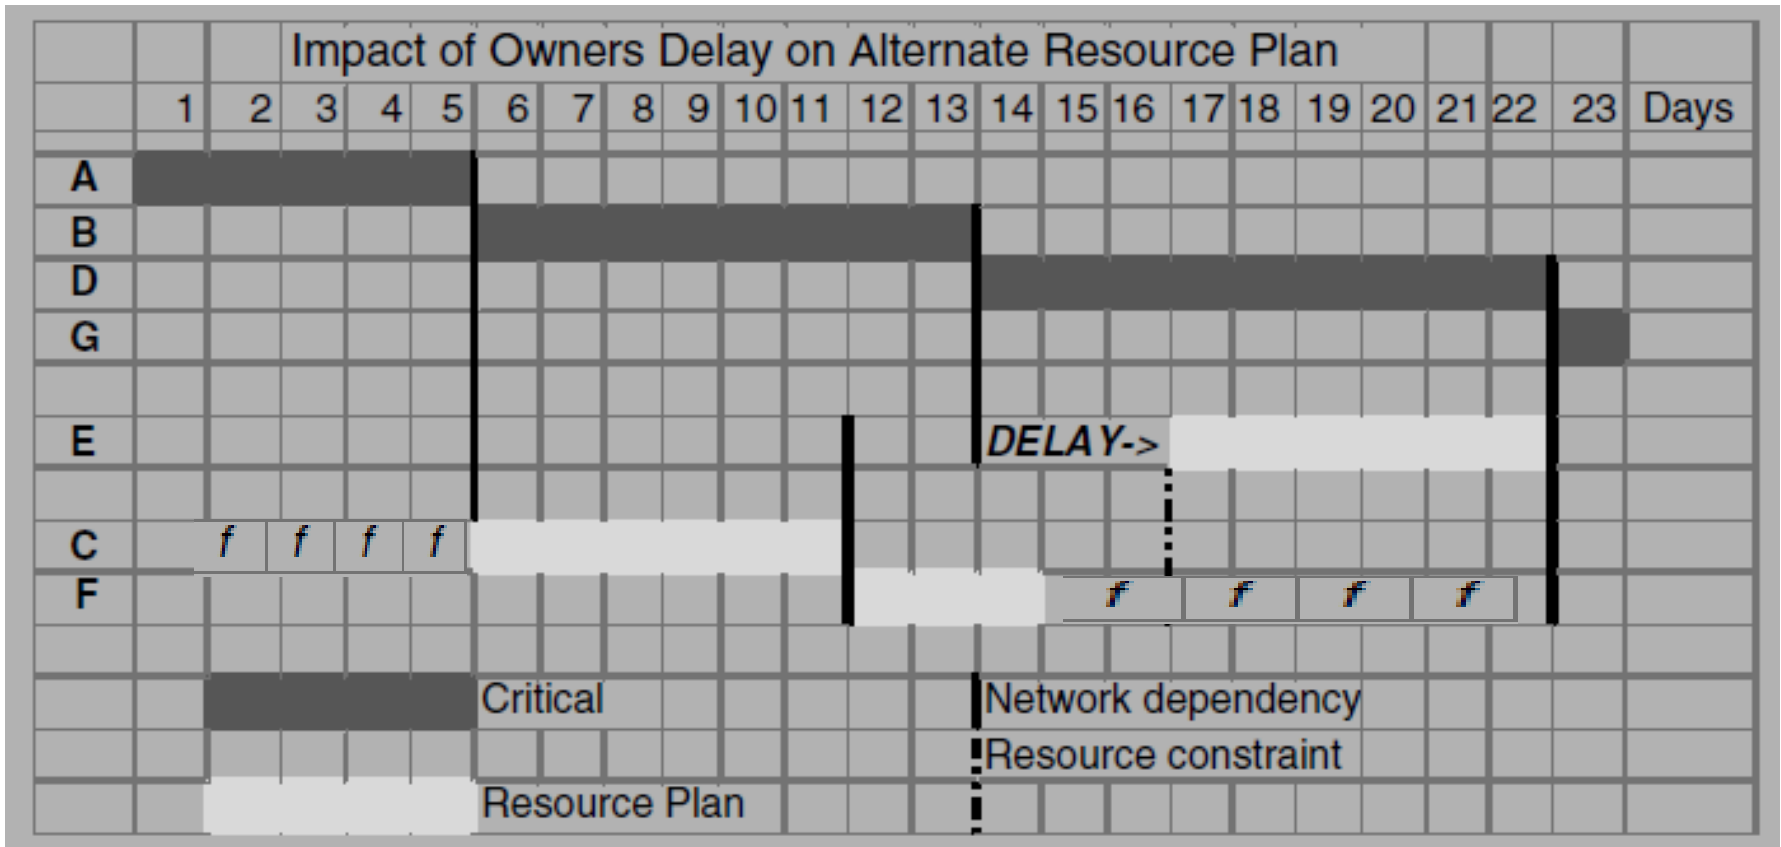 Impact of Owners Delay on Alternate Resource Plan
1 2 3 4 5 6 7 8 9 10 11 12 13 14 15 16 17 18 19 20 21 22 23 Days
A
B
D
G
E DELAY->
C f f f f
F f f f f
Critical Network dependency
Resource constraint
Resource Plan